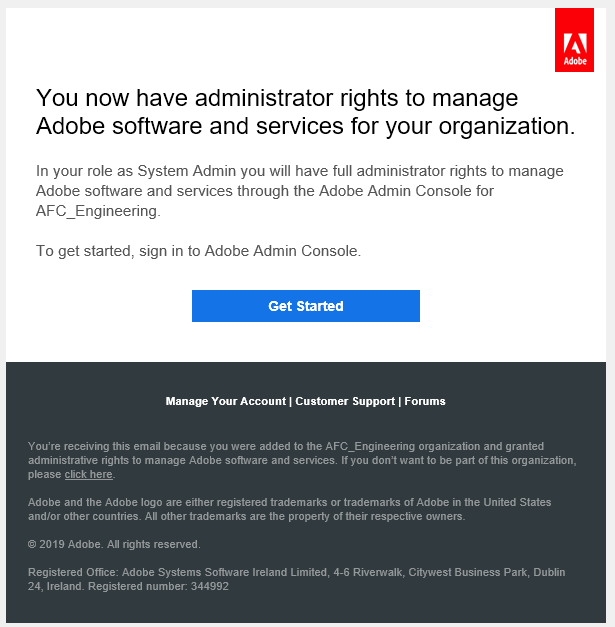 Adobe
You now have administrator rights to manage
Adobe software and services for your organization.
In your role as System Admin you will have full administrator rights to manage
Adobe software and services through the Adobe Admin Console for
AFC_Engineering.
To get started, sign in to Adobe Admin Console.
Get Started
Manage Your Account | Customer Support | Forums
You're receiving this email because you were added to the AFC_Engineering organization and granted
administrative rights to manage Adobe software and services. If you don't want to be part of this organization,
please click here.
Adobe and the Adobe logo are either registered trademarks or trademarks of Adobe in the United States
and/or other countries. All other trademarks are the property of their respective owners.
© 2019 Adobe. All rights reserved.
Registered Office: Adobe Systems Software Ireland Limited, 4-6 Riverwalk, Citywest Business Park, Dublin
24, Ireland. Registered number: 344992